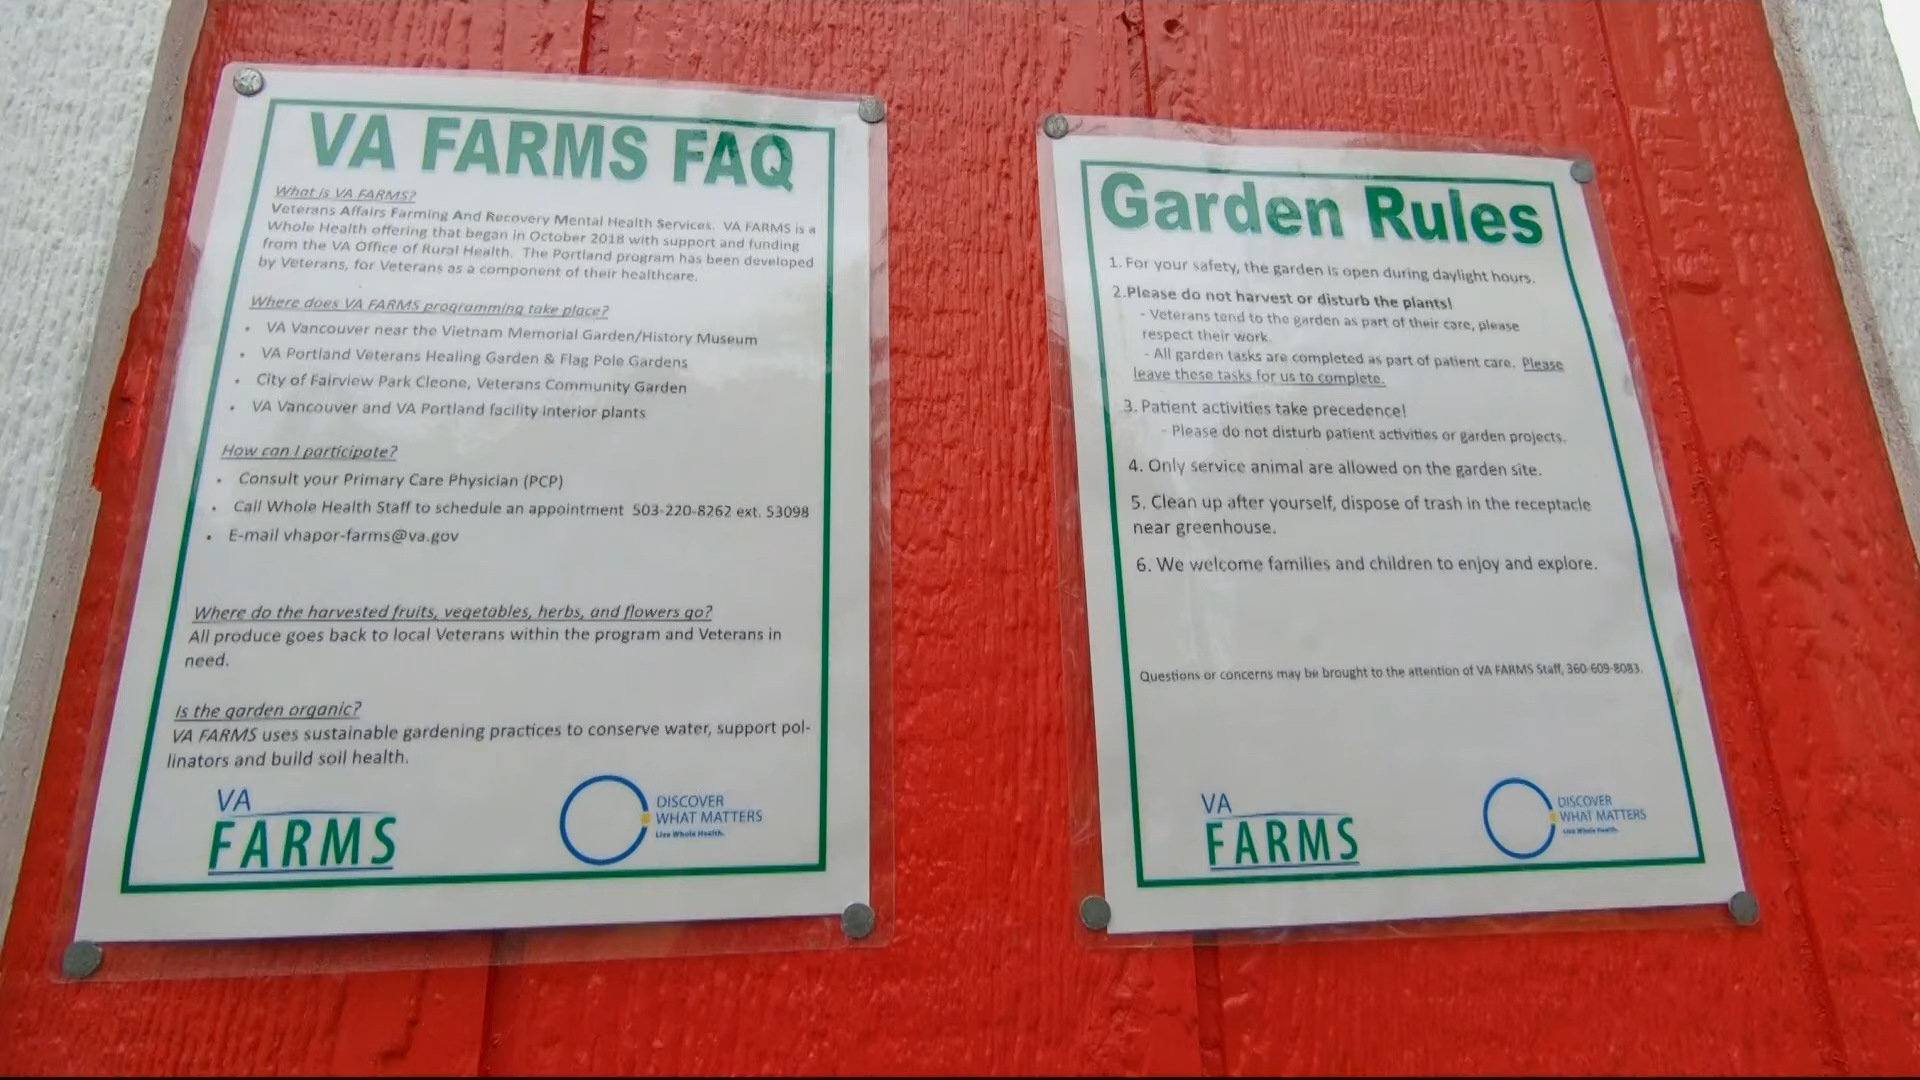 VA FARMS FAQ
What is VA FARMS?
Veterans Affairs Farming And Recovery Mental Health Services. VA FARMS is a
Whole Health offering that began in October 2018 with support and funding
from the VA Office of Rural Health. The Portland program has been developed
by Veterans, for Veterans as a component of their healthcare.
Where does VA FARMS programming take place?
• VA Vancouver near the Vietnam Memorial Garden/History Museum
• VA Portland Veterans Healing Garden & Flag Pole Gardens
• City of Fairview Park Cleone, Veterans Community Garden
• VA Vancouver and VA Portland facility interior plants
How can I participate?
• Consult your Primary Care Physician (PCP)
• Call Whole Health Staff to schedule an appointment 503-220-8262 ext. 53098
• E-mail vhapor-farms@va.gov
Where do the harvested fruits, vegetables, herbs, and flowers go?
All produce goes back to local Veterans within the program and Veterans in
need.
Is the garden organic?
VA FARMS uses sustainable gardening practices to conserve water, support pol-
linators and build soil health.
VA
FARMS
DISCOVER
WHAT MATTERS
Live Whole Health.
Garden Rules
1. For your safety, the garden is open during daylight hours.
2.Please do not harvest or disturb the plants!
- Veterans tend to the garden as part of their care, please
respect their work.
- All garden tasks are completed as part of patient care. Please
leave these tasks for us to complete.
3. Patient activities take precedence!
- Please do not disturb patient activities or garden projects.
4. Only service animal are allowed on the garden site.
5. Clean up after yourself, dispose of trash in the receptacle
near greenhouse.
6. We welcome families and children to enjoy and explore.
Questions or concerns may be brought to the attention of VA FARMS Staff, 360-609-8083.
VA
FARMS
DISCOVER
WHAT MATTERS
Live Whole Health.